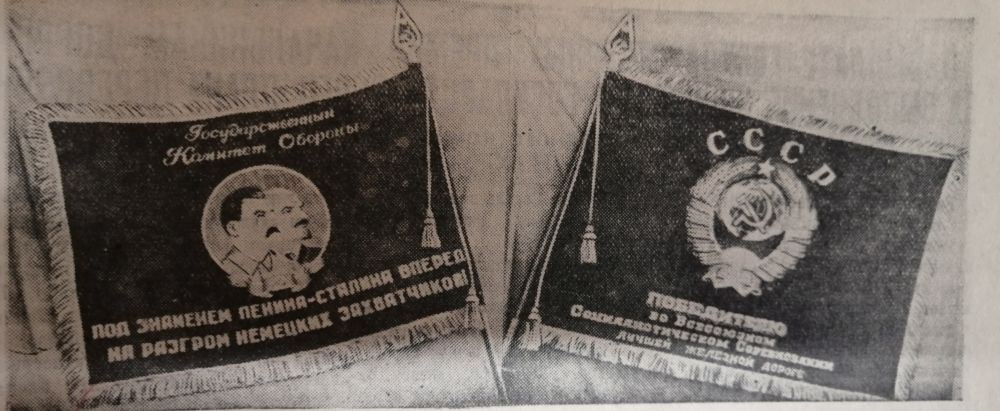 Государственный
Комитет Обороны
ПОД ЗНАМЕНЕМ ЛЕНИНА-СТАЛИНА ВПЕРЕД
НА РАЗГРОМ НЕМЕЦКИХ ЗАХВАТЧИКОВ!
СССР
ПОБЕДИТЕЛЮ
во Всесоюзном
Социалистическом Соревновании
ЛУЧШЕЙ ЖЕЛЕЗНОЙ ДОРОГЕ